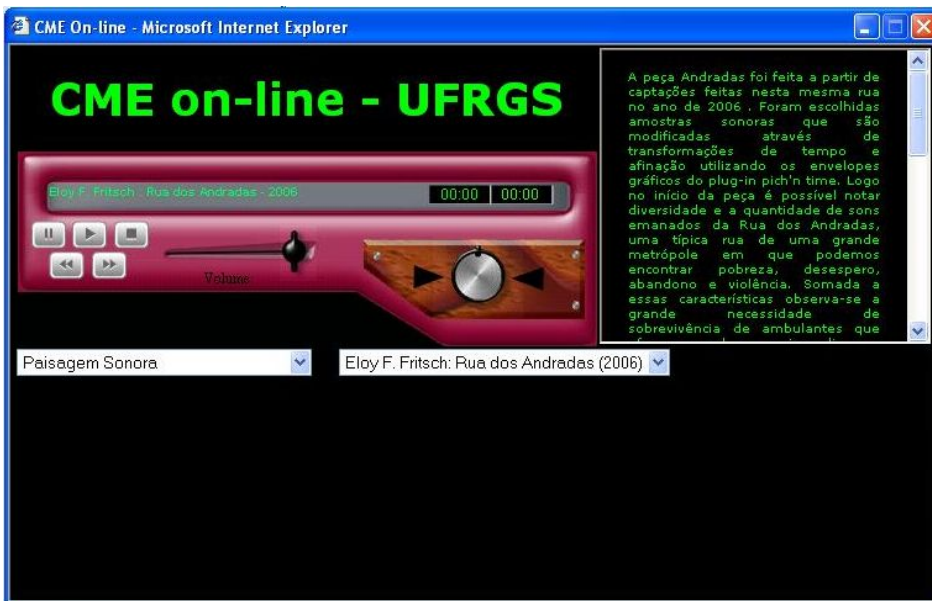 CME On-line - Microsoft Internet Explorer
CME on-line - UFRGS
Eloy F. Fritsch : Rua dos Andradas - 2006
00:00 00:00
Volume
Paisagem Sonora
Eloy F. Fritsch: Rua dos Andradas (2006)
A peça Andradas foi feita a partir de
captações feitas nesta mesma rua
no ano de 2006 . Foram escolhidas
amostras sonoras que são
modificadas através de
transformações de tempo e
afinação utilizando os envelopes
gráficos do plug-in pich'n time. Logo
no início da peça é possível notar
diversidade e a quantidade de sons
emanados da Rua dos Andradas,
uma típica rua de uma grande
metrópole em que podemos
encontrar pobreza, desespero,
abandono e violência. Somada a
essas características observa-se a
grande necessidade de
sobrevivência de ambulantes que